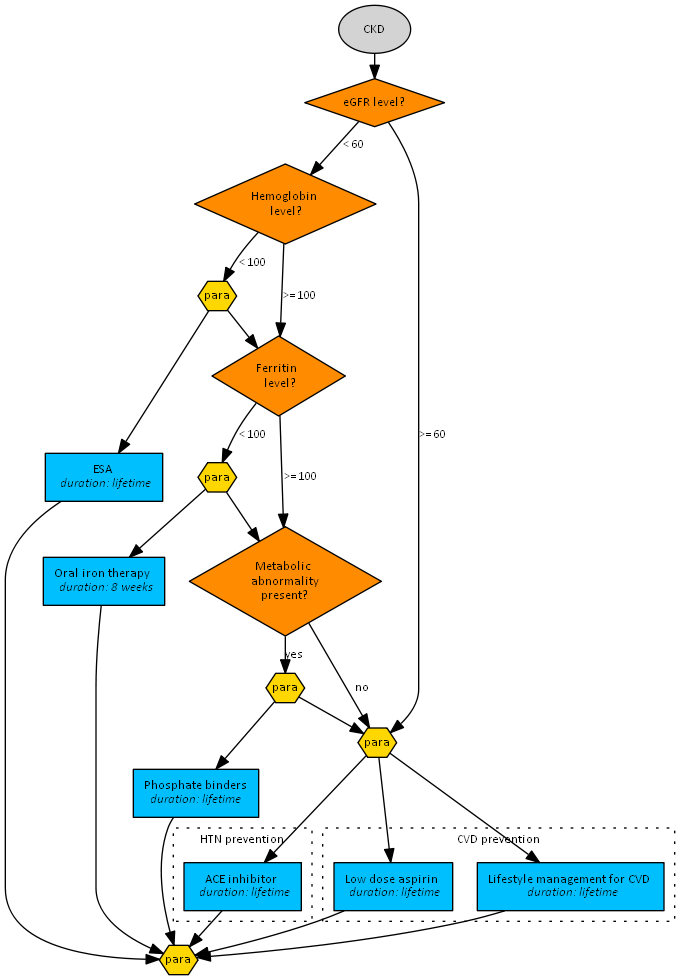 CKD
eGFR level?
< 60
Hemoglobin
level?
< 100
>= 100
para
Ferritin
level?
< 100
>= 100
>= 60
ESA
duration: lifetime
para
Oral iron therapy
duration: 8 weeks
Metabolic
abnormality
present?
yes
no
para
para
Phosphate binders
duration: lifetime
HTN prevention
CVD prevention
ACE inhibitor
duration: lifetime
Low dose aspirin
duration: lifetime
Lifestyle management for CVD
duration: lifetime
para